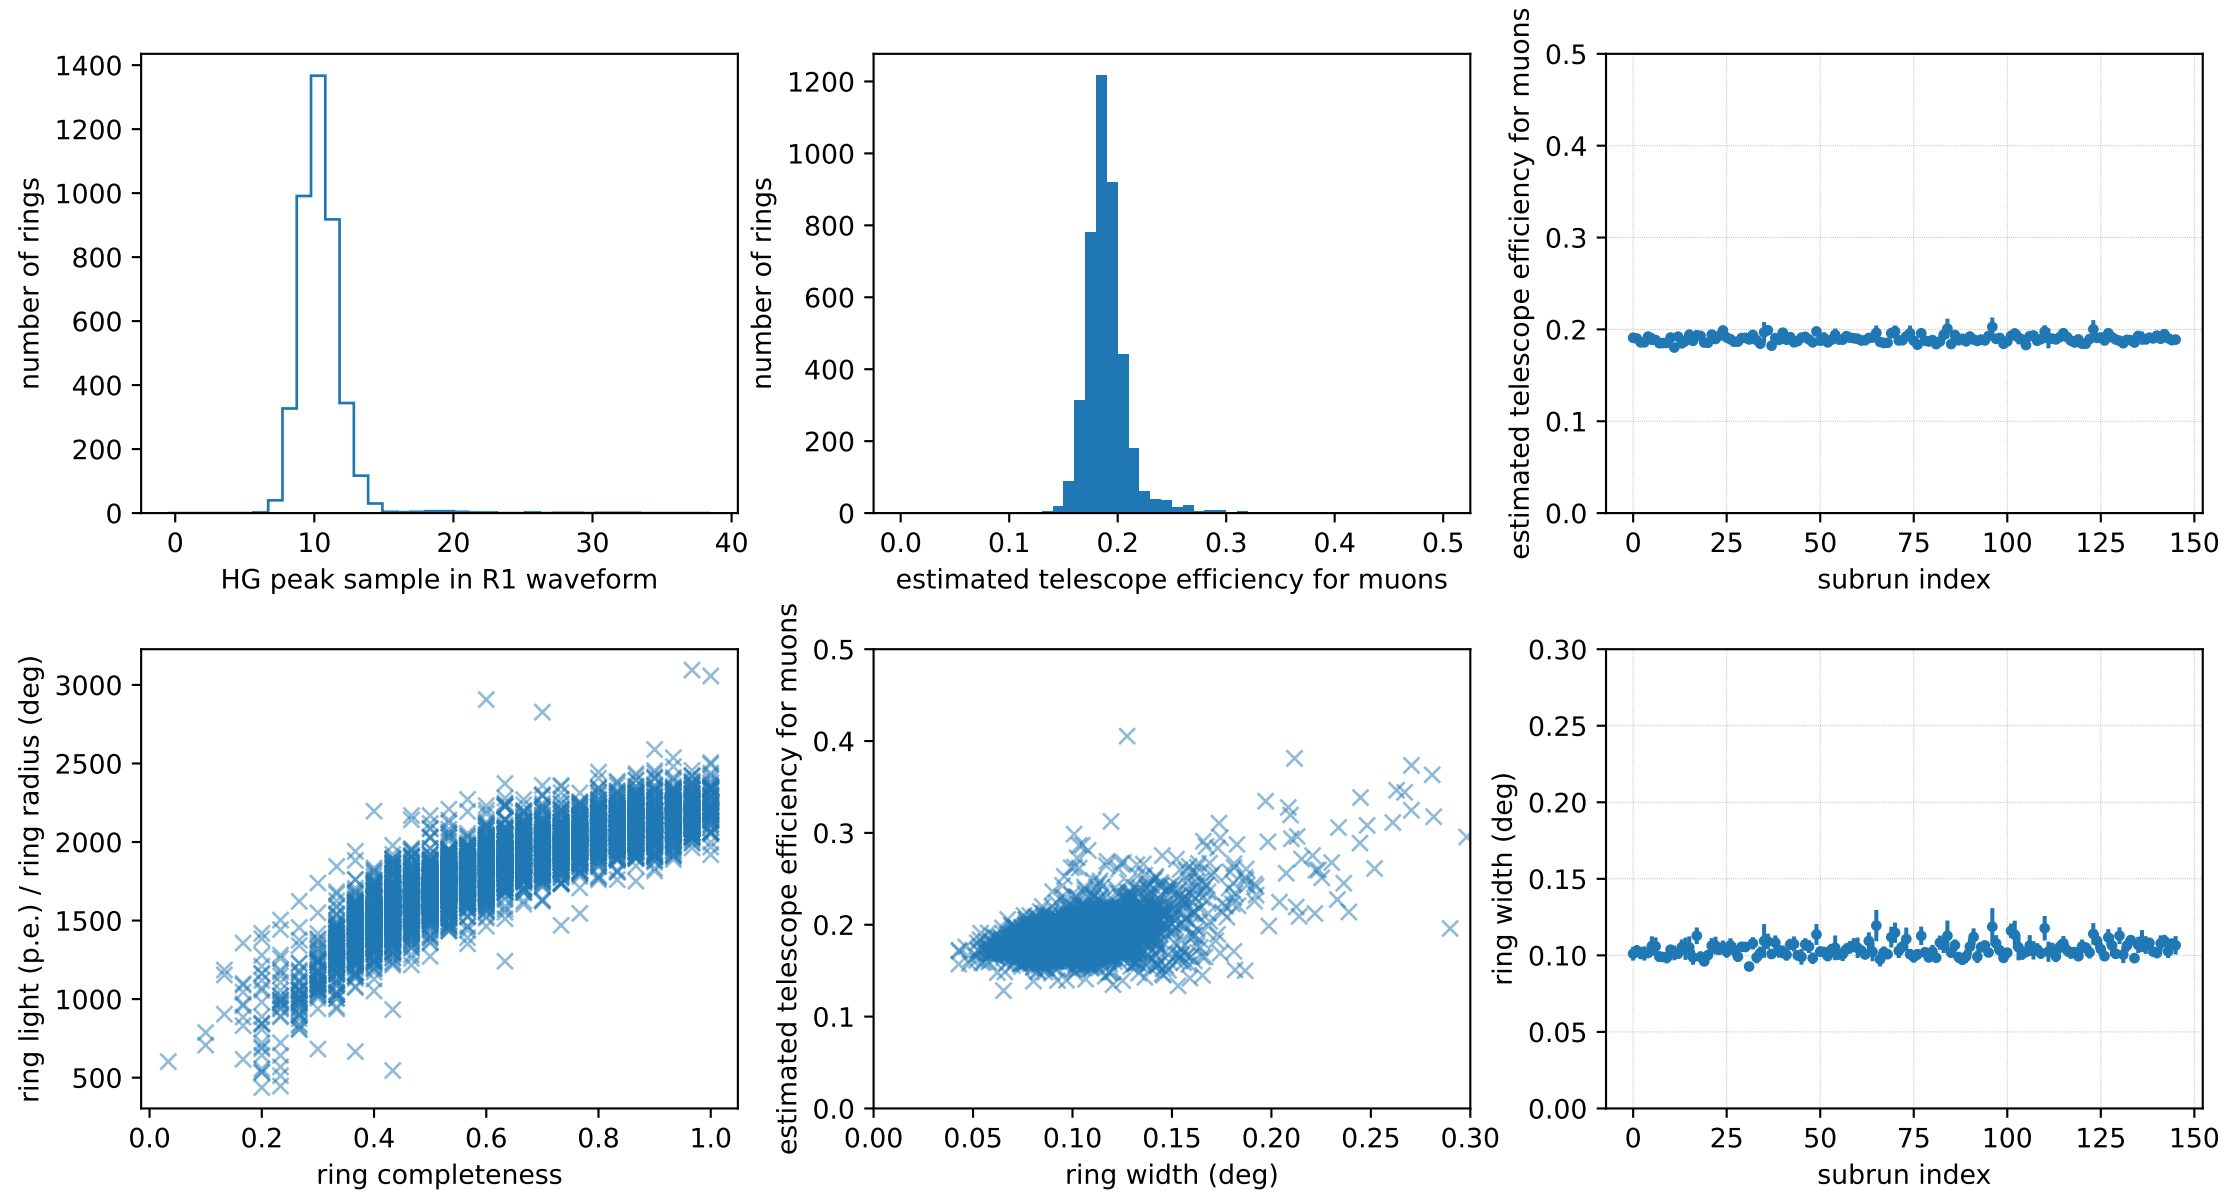 1400
1200
1000
800
600
400
200
0
number of rings
0 10 20 30 40
HG peak sample in R1 waveform
1200
1000
800
600
400
200
0
number of rings
0.0 0.1 0.2 0.3 0.4 0.5
estimated telescope efficiency for muons
0.5
0.4
0.3
0.2
0.1
0.0
estimated telescope efficiency for muons
0 25 50 75 100 125 150
subrun index
3000
2500
2000
1500
1000
500
ring light (p.e.) / ring radius (deg)
0.0 0.2 0.4 0.6 0.8 1.0
ring completeness
0.5
0.4
0.3
0.2
0.1
0.0
estimated telescope efficiency for muons
0.00 0.05 0.10 0.15 0.20 0.25 0.30
ring width (deg)
0.30
0.25
0.20
0.15
0.10
0.05
0.00
ring width (deg)
0 25 50 75 100 125 150
subrun index